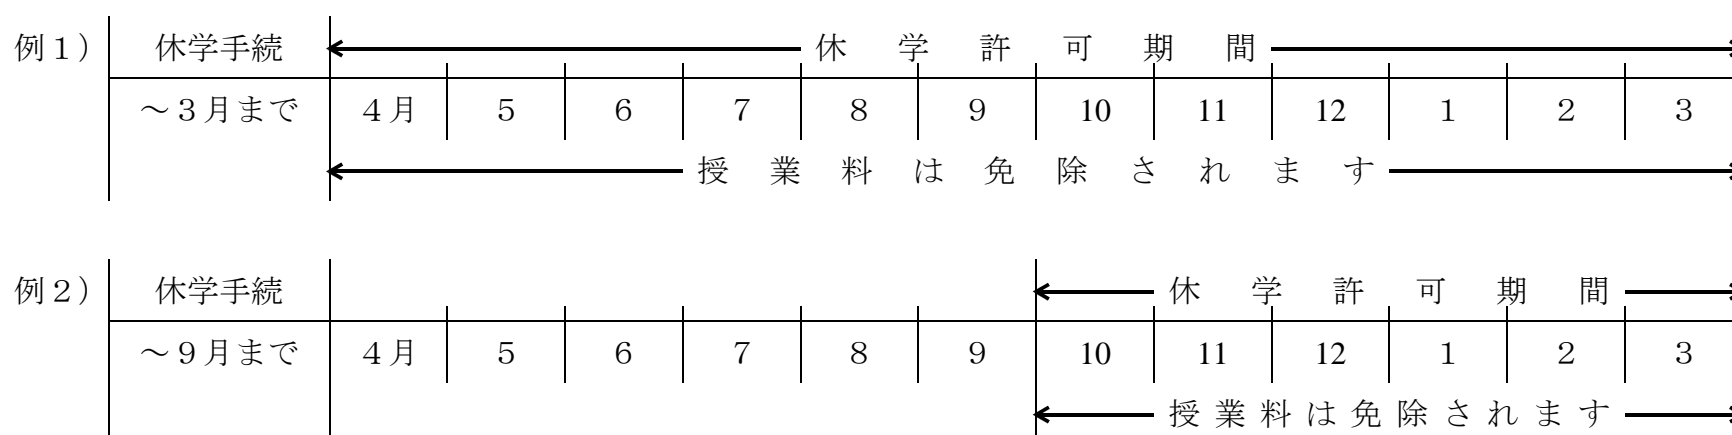 例１） 休学手続 休学許可期間
～３月まで ４月 ５ ６ ７ ８ ９ 10 11 12 １ ２ ３
授業料は免除されます
例２） 休学手続 休学許可期間
～９月まで ４月 ５ ６ ７ ８ ９ 10 11 12 １ ２ ３
授業料は免除されます